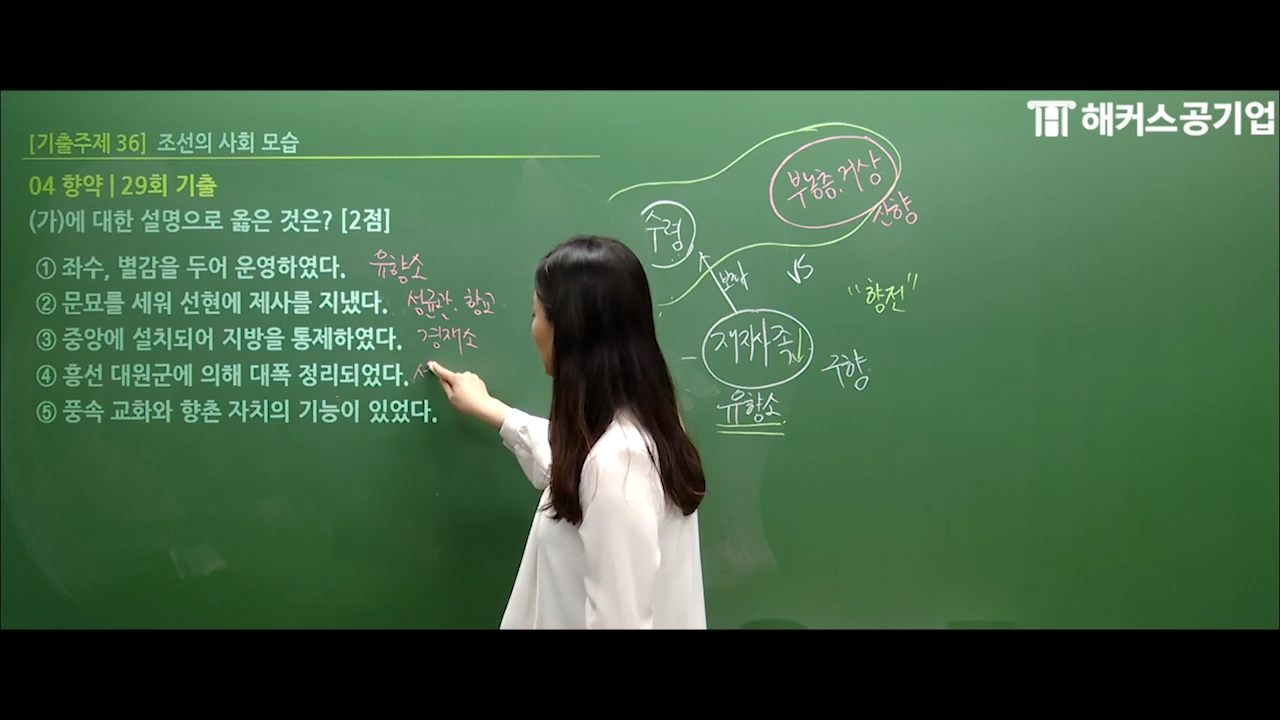 해커스공기업
[기출주제 36] 조선의 사회 모습
04 향약 | 29회 기출
(가)에 대한 설명으로 옳은 것은? [2점]
① 좌수, 별감을 두어 운영하였다. 유향소
② 문묘를 세워 선현에 제사를 지냈다. 성균관, 향교
③ 중앙에 설치되어 지방을 통제하였다. 경재소
④ 흥선 대원군에 의해 대폭 정리되었다. ㅅ
⑤ 풍속 교화와 향촌 자치의 기능이 있었다.
부농층, 거상
신향
수령
보좌
VS
"향전"
재지사족↓
구향
유향소